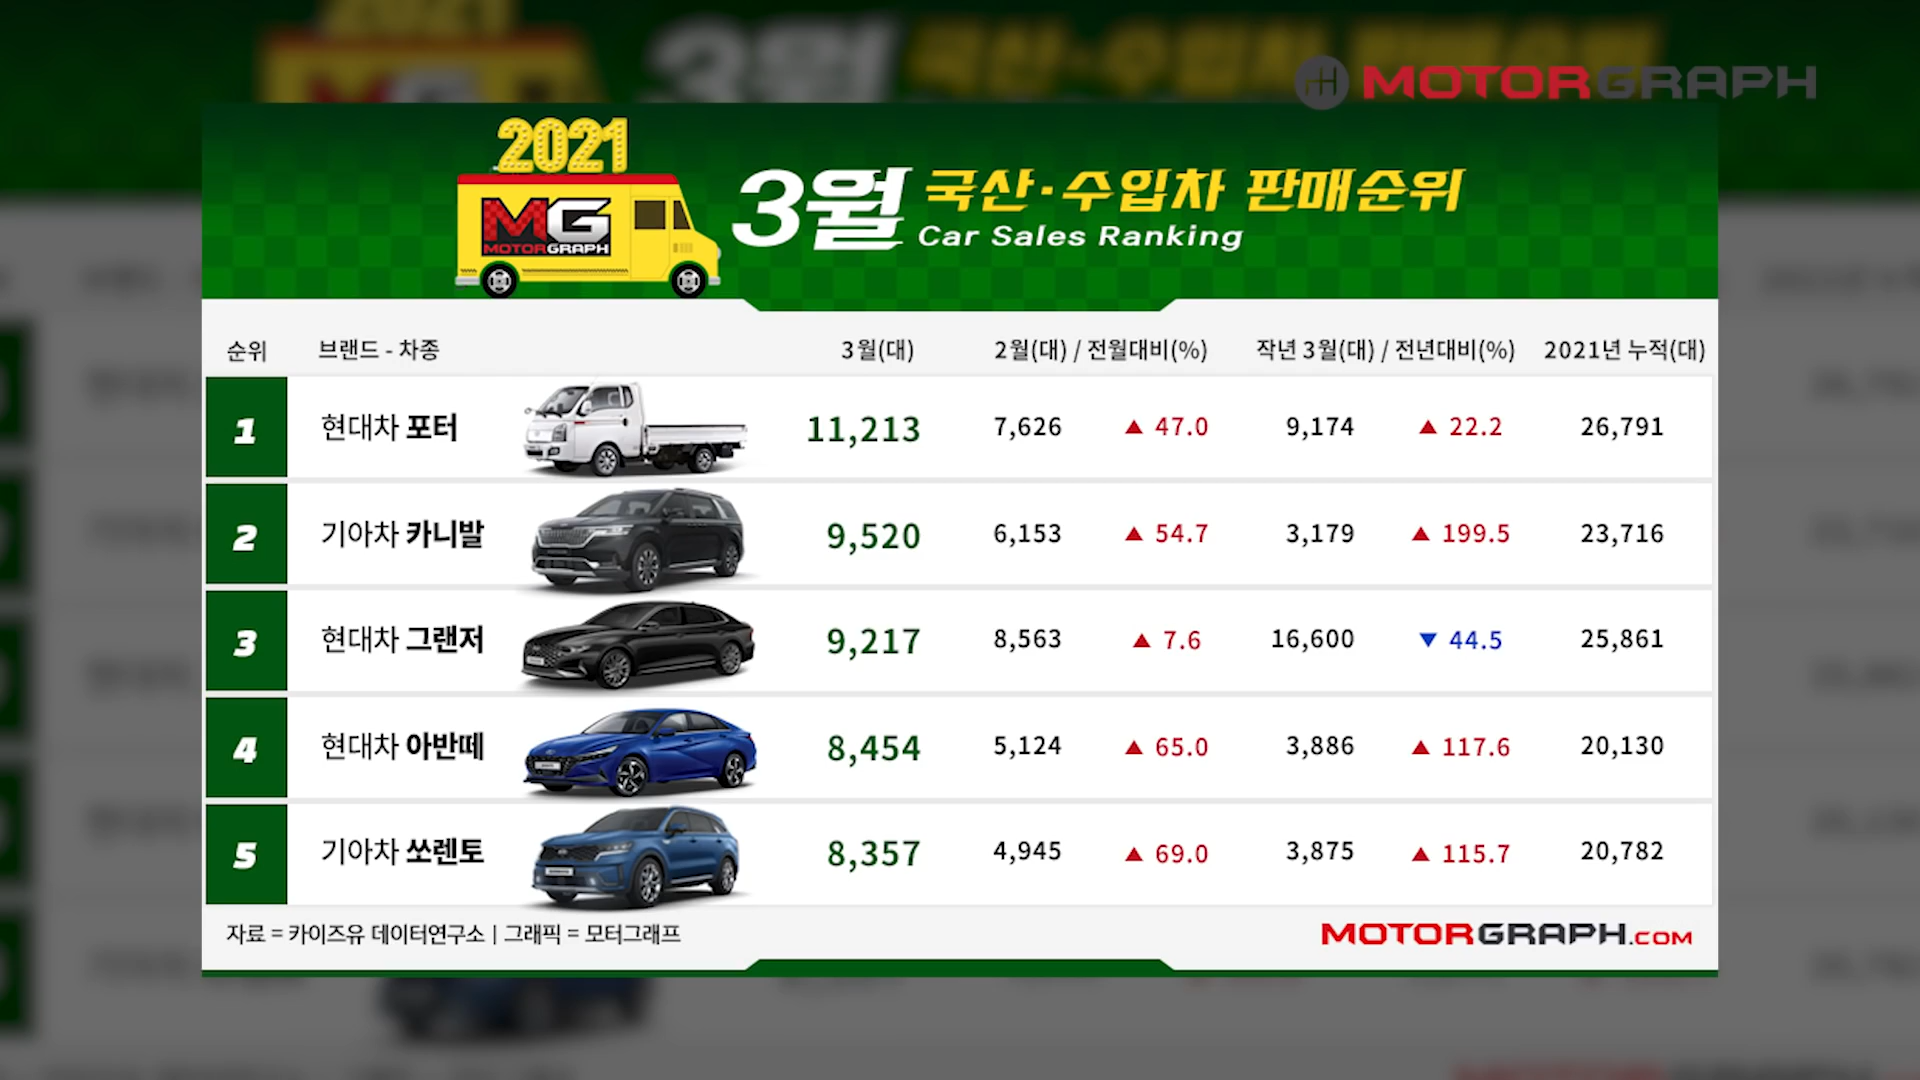 MOTORGRAPH
2021
MG
MOTORGRAPH
3월 국산·수입차 판매순위
Car Sales Ranking
순위 브랜드 - 차종 3월(대) 2월(대) / 전월대비(%) 작년 3월(대) / 전년대비(%) 2021년 누적(대)
1 현대차 포터 11,213 7,626 ▲ 47.0 9,174 ▲ 22.2 26,791
2 기아차 카니발 9,520 6,153 ▲ 54.7 3,179 ▲ 199.5 23,716
3 현대차 그랜저 9,217 8,563 ▲ 7.6 16,600 ▼ 44.5 25,861
4 현대차 아반떼 8,454 5,124 ▲ 65.0 3,886 ▲ 117.6 20,130
5 기아차 쏘렌토 8,357 4,945 ▲ 69.0 3,875 ▲ 115.7 20,782
자료 = 카이즈유 데이터연구소 | 그래픽 = 모터그래프
MOTORGRAPH.COM